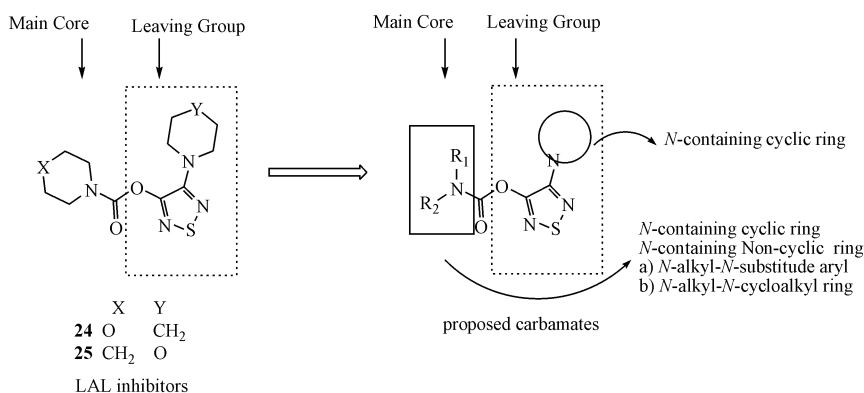 Main Core
Leaving Group
Y
X
N
N
O
O
N
N
S
X Y
24 O CH2
25 CH2 O
LAL inhibitors
Main Core
Leaving Group
N-containing cyclic ring
N
R1
N
R2
O
O
N
N
S
N-containing cyclic ring
N-containing Non-cyclic ring
a) N-alkyl-N-substitude aryl
b) N-alkyl-N-cycloalkyl ring
proposed carbamates